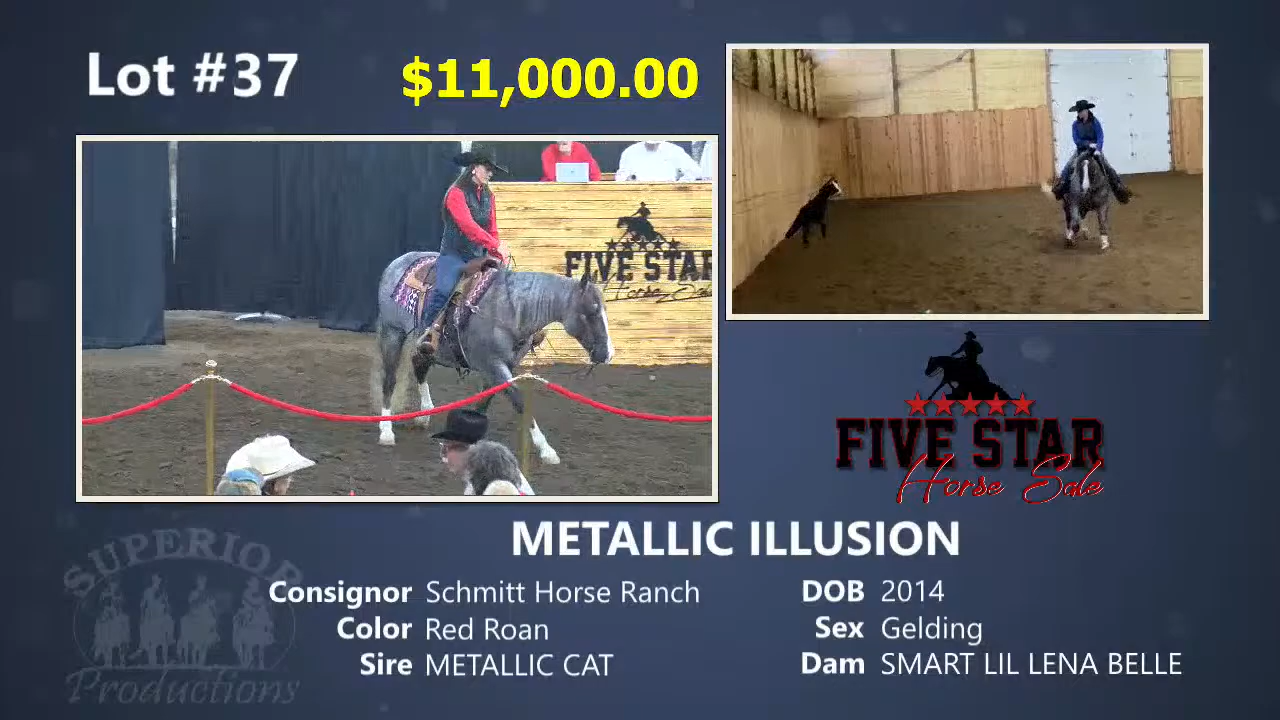 Lot #37
$11,000.00
FIVE STAR
Horse Sale
FIVE STAR
Horse Sale
METALLIC ILLUSION
Consignor Schmitt Horse Ranch
DOB 2014
Color Red Roan
Sex Gelding
Sire METALLIC CAT
Dam SMART LIL LENA BELLE
SUPERIOR
Productions